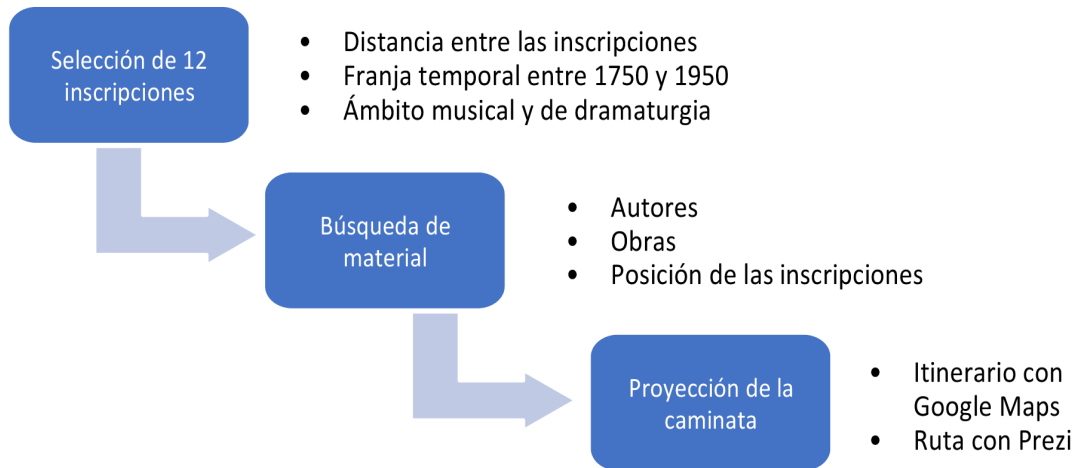 Selección de 12
inscripciones
• Distancia entre las inscripciones
• Franja temporal entre 1750 y 1950
• Ámbito musical y de dramaturgia
Búsqueda de
material
• Autores
• Obras
• Posición de las inscripciones
Proyección de la
caminata
• Itinerario con
Google Maps
• Ruta con Prezi